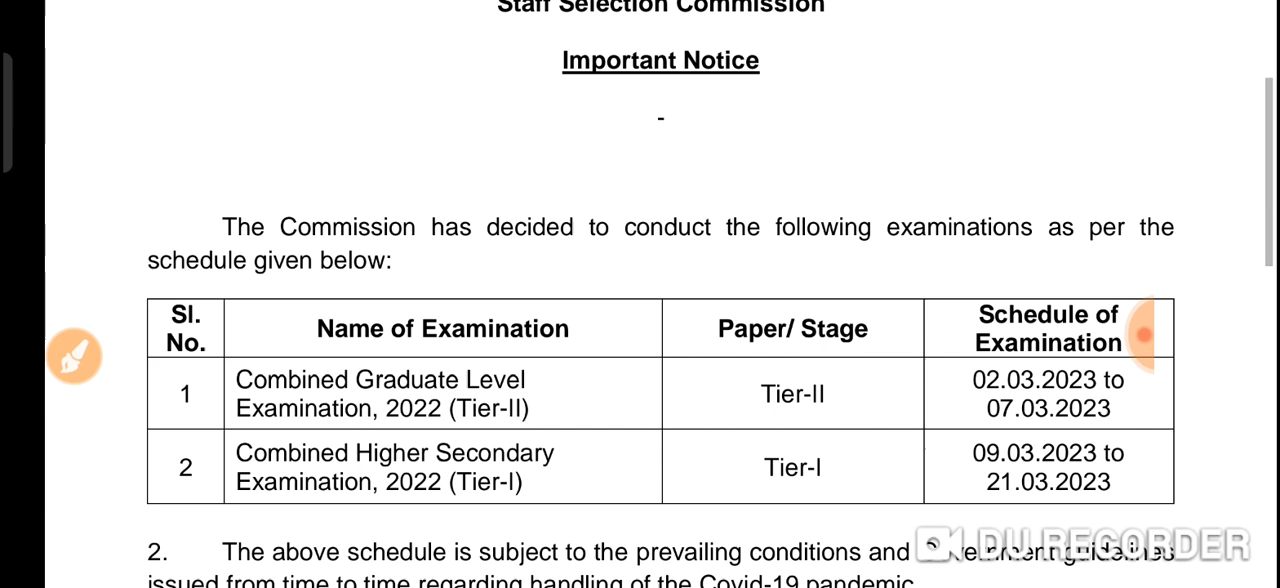 Staff Selection Commission
Important Notice
-
The Commission has decided to conduct the following examinations as per the
schedule given below:
Sl. No. Name of Examination Paper/ Stage Schedule of Examination
1 Combined Graduate Level Examination, 2022 (Tier-II) Tier-II 02.03.2023 to 07.03.2023
2 Combined Higher Secondary Examination, 2022 (Tier-I) Tier-I 09.03.2023 to 21.03.2023
2. The above schedule is subject to the prevailing conditions and Government guidelines
issued from time to time regarding handling of the Covid-19 pandemic.
DU RECORDER